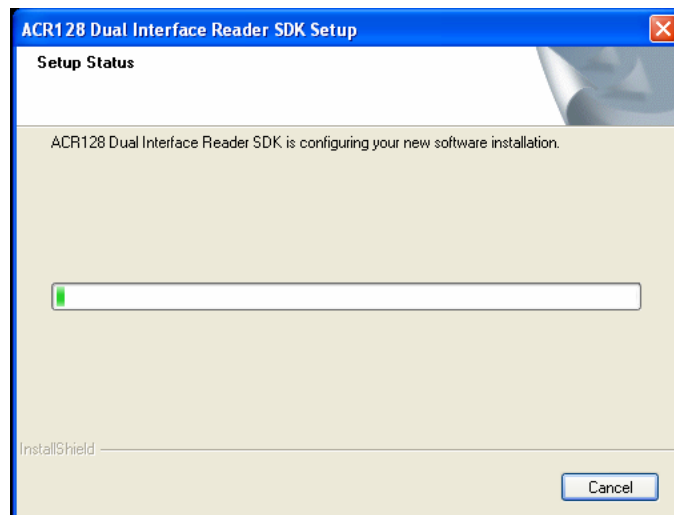 ACR128 Dual Interface Reader SDK Setup
Setup Status
ACR128 Dual Interface Reader SDK is configuring your new software installation.
InstallShield
Cancel